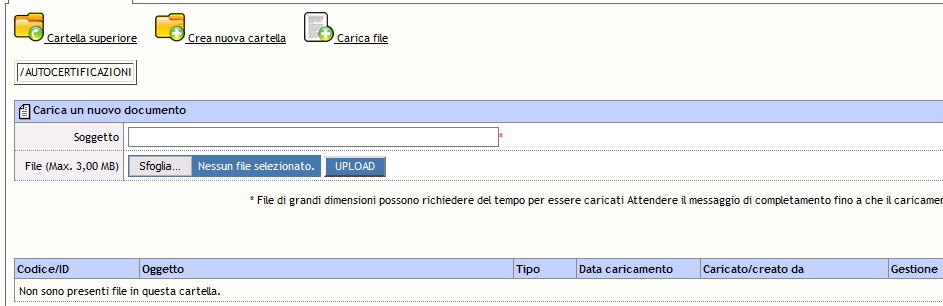 Cartella superiore Crea nuova cartella Carica file
/AUTOCERTIFICAZIONI
Carica un nuovo documento
Soggetto *
File (Max. 3,00 MB) Sfoglia... Nessun file selezionato. UPLOAD
* File di grandi dimensioni possono richiedere del tempo per essere caricati Attendere il messaggio di completamento fino a che il
Codice/ID Oggetto Tipo Data caricamento Caricato/creato da Gestione
Non sono presenti file in questa cartella.